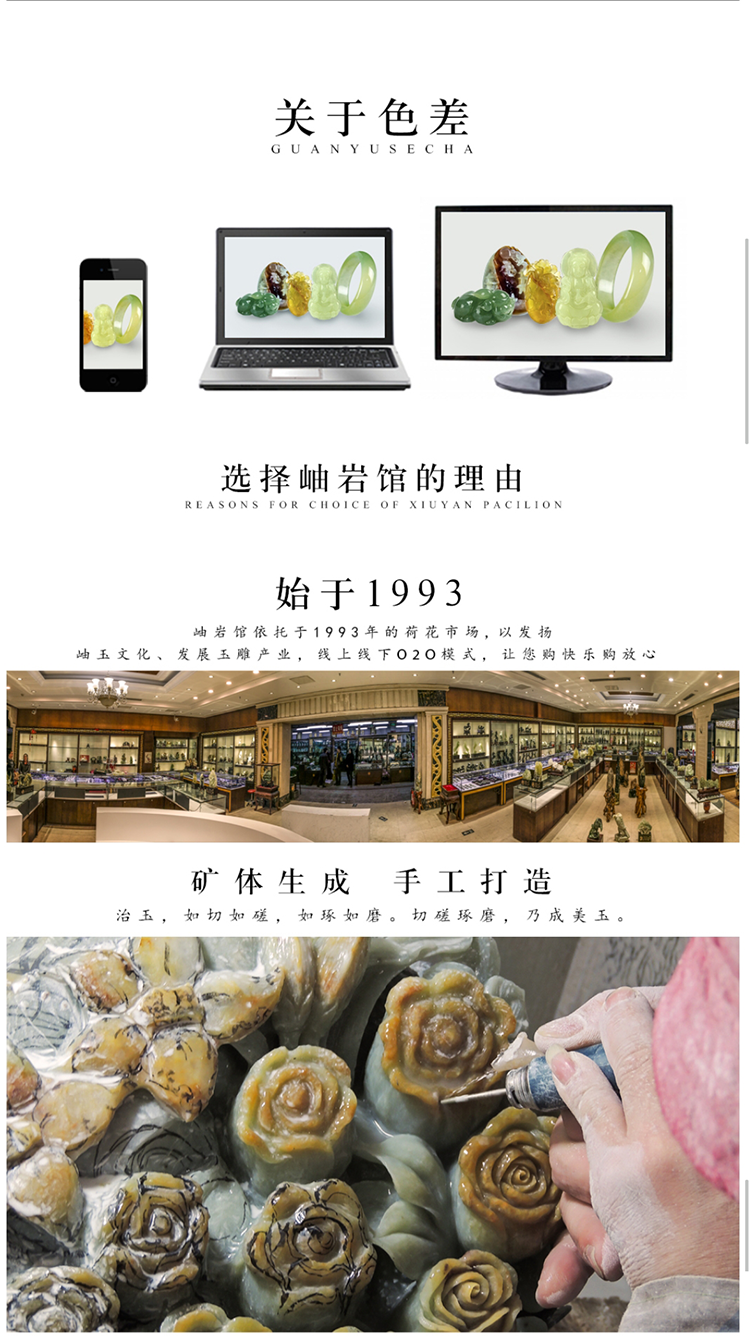 关于色差
GUANYUSECHA
选择岫岩馆的理由
REASONS FOR CHOICE OF XIUYAN PACILION
始于1993
岫岩馆依托于1993年的荷花市场,以发扬
岫玉文化、发展玉雕产业，线上线下O2O模式，让您购快乐购放心
矿体生成 手工打造
治玉，如切如磋，如琢如磨。切磋琢磨，乃成美玉。